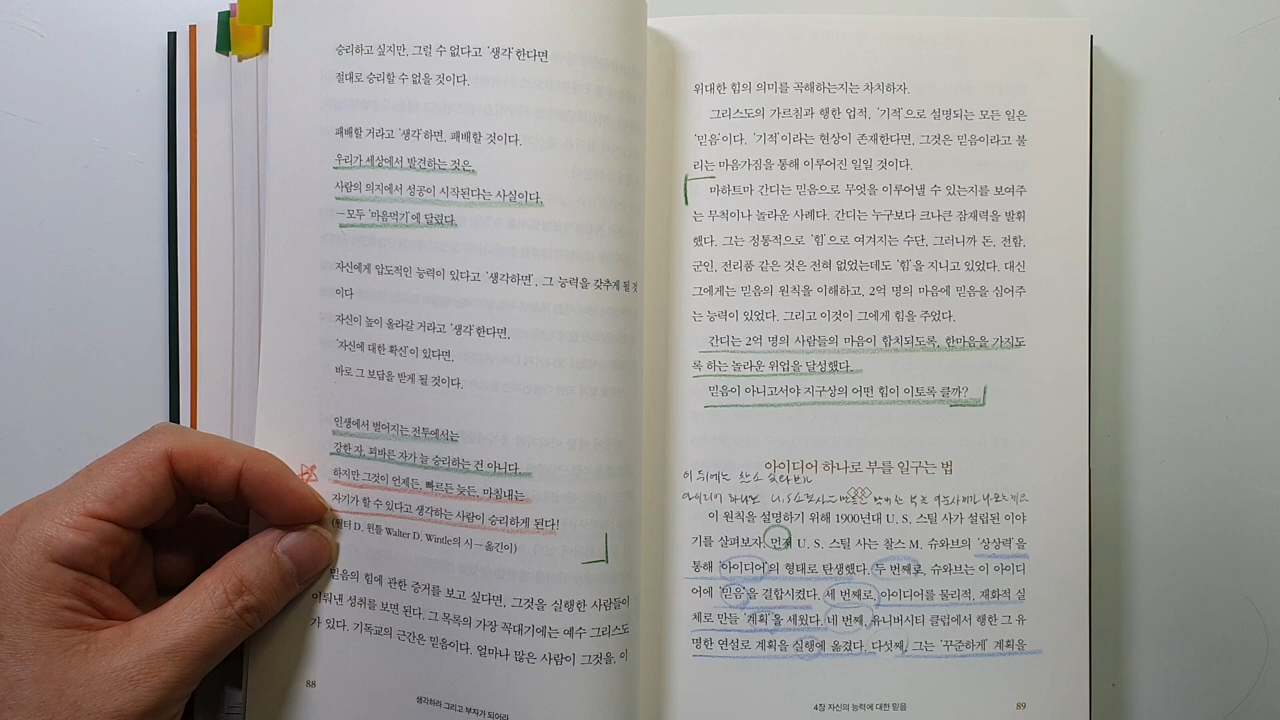 승리하고 싶지만, 그럴 수 없다고 '생각'한다면
절대로 승리할 수 없을 것이다.
패배할 거라고 '생각'하면, 패배할 것이다.
우리가 세상에서 발견하는 것은,
사람의 의지에서 성공이 시작된다는 사실이다.
— 모두 '마음먹기'에 달렸다.
자신에게 압도적인 능력이 있다고 '생각하면', 그 능력을 갖추게 될 것
이다
자신이 높이 올라갈 거라고 '생각'한다면,
'자신에 대한 확신'이 있다면,
바로 그 보답을 받게 될 것이다.
인생에서 벌어지는 전투에서는
강한 자, 재빠른 자가 늘 승리하는 건 아니다.
하지만 그것이 언제든, 빠르든 늦든, 마침내는
자기가 할 수 있다고 생각하는 사람이 승리하게 된다!
(월터 D. 윈틀 Walter D. Wintle의 시 — 옮긴이)
믿음의 힘에 관한 증거를 보고 싶다면, 그것을 실행한 사람들이
이뤄낸 성취를 보면 된다. 그 목록의 가장 꼭대기에는 예수 그리스도
가 있다. 기독교의 근간은 믿음이다. 얼마나 많은 사람이 그것을, 이
88
생각하라 그리고 부자가 되어라
위대한 힘의 의미를 곡해하는지는 차치하자.
그리스도의 가르침과 행한 업적, '기적'으로 설명되는 모든 일은
'믿음'이다. '기적'이라는 현상이 존재한다면, 그것은 믿음이라고 불
리는 마음가짐을 통해 이루어진 일일 것이다.
마하트마 간디는 믿음으로 무엇을 이루어낼 수 있는지를 보여주
는 무척이나 놀라운 사례다. 간디는 누구보다 크나큰 잠재력을 발휘
했다. 그는 정통적으로 '힘'으로 여겨지는 수단, 그러니까 돈, 전함,
군인, 전리품 같은 것은 전혀 없었는데도 '힘'을 지니고 있었다. 대신
그에게는 믿음의 원칙을 이해하고, 2억 명의 마음에 믿음을 심어주
는 능력이 있었다. 그리고 이것이 그에게 힘을 주었다.
간디는 2억 명의 사람들의 마음이 합치되도록, 한마음을 가지도
록 하는 놀라운 위업을 달성했다.
믿음이 아니고서야 지구상의 어떤 힘이 이토록 클까?
아이디어 하나로 부를 일구는 법
이 뒤에는
U.S
이 원칙을 설명하기 위해 1900년대 U. S. 스틸 사가 설립된 이야
기를 살펴보자. 먼저 U. S. 스틸 사는 찰스 M. 슈와브의 '상상력'을
통해 '아이디어'의 형태로 탄생했다. 두 번째로, 슈와브는 이 아이디
어에 '믿음'을 결합시켰다. 세 번째로, 아이디어를 물리적, 재화적 실
체로 만들 '계획'을 세웠다. 네 번째, 유니버시티 클럽에서 행한 그 유
명한 연설로 계획을 실행에 옮겼다. 다섯째, 그는 '꾸준하게' 계획을
4장 자신의 능력에 대한 믿음
89